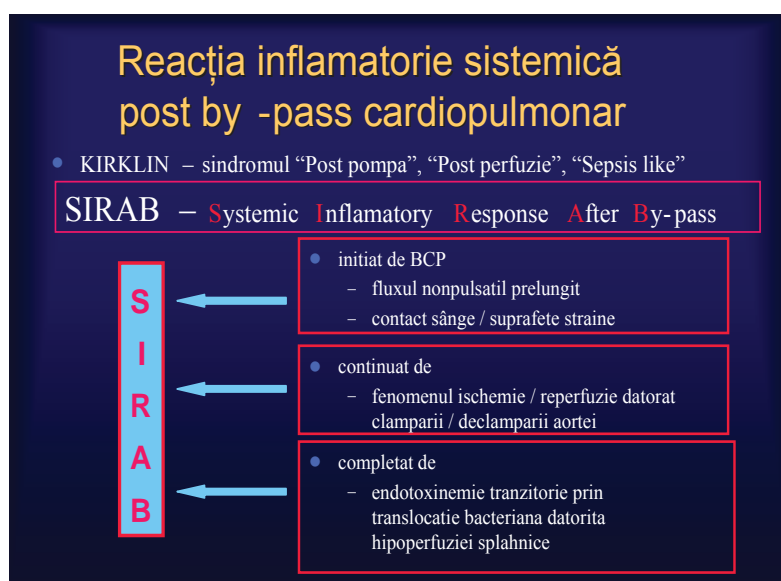 Reacția inflamatorie sistemică
post by -pass cardiopulmonar
• KIRKLIN – sindromul “Post pompa”, “Post perfuzie”, “Sepsis like”
SIRAB – Systemic Inflamatory Response After By-pass
S
I
R
A
B
• initiat de BCP
– fluxul nonpulsatil prelungit
– contact sânge / suprafete straine
• continuat de
– fenomenul ischemie / reperfuzie datorat
clamparii / declamparii aortei
• completat de
– endotoxinemie tranzitorie prin
translocatie bacteriana datorita
hipoperfuziei splahnice